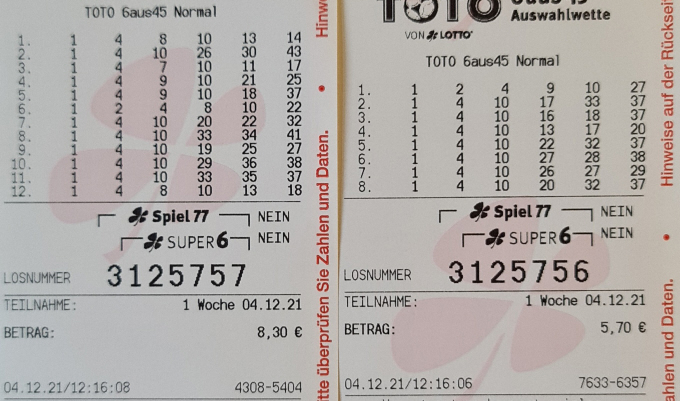 TOTO 6aus45 Normal
1. 1 4 8 10 13 14
2. 1 4 10 26 30 43
3. 1 4 7 10 11 17
4. 1 4 9 10 21 25
5. 1 4 9 10 18 37
6. 1 2 4 8 10 22
7. 1 4 10 20 22 32
8. 1 4 10 33 34 41
9. 1 4 10 19 25 27
10. 1 4 10 29 36 38
11. 1 4 10 33 35 37
12. 1 4 8 10 13 18
Spiel 77 NEIN
SUPER 6 NEIN
LOSNUMMER 3125757
TEILNAHME: 1 Woche 04.12.21
BETRAG: 8,30 €
04.12.21/12:16:08 4308-5404
itte überprüfen Sie Zahlen und Daten. • Hinwe
TOTO
Auswahlwette
VON LOTTO
TOTO 6aus45 Normal
1. 1 2 4 9 10 27
2. 1 4 10 17 33 37
3. 1 4 10 16 18 37
4. 1 4 10 13 17 20
5. 1 4 10 22 32 37
6. 1 4 10 27 28 38
7. 1 4 10 26 27 29
8. 1 4 10 20 32 37
Spiel 77 NEIN
SUPER 6 NEIN
LOSNUMMER 3125756
TEILNAHME: 1 Woche 04.12.21
BETRAG: 5,70 €
04.12.21/12:16:06 7633-6357
ahlen und Daten. • Hinweise auf der Rückseit